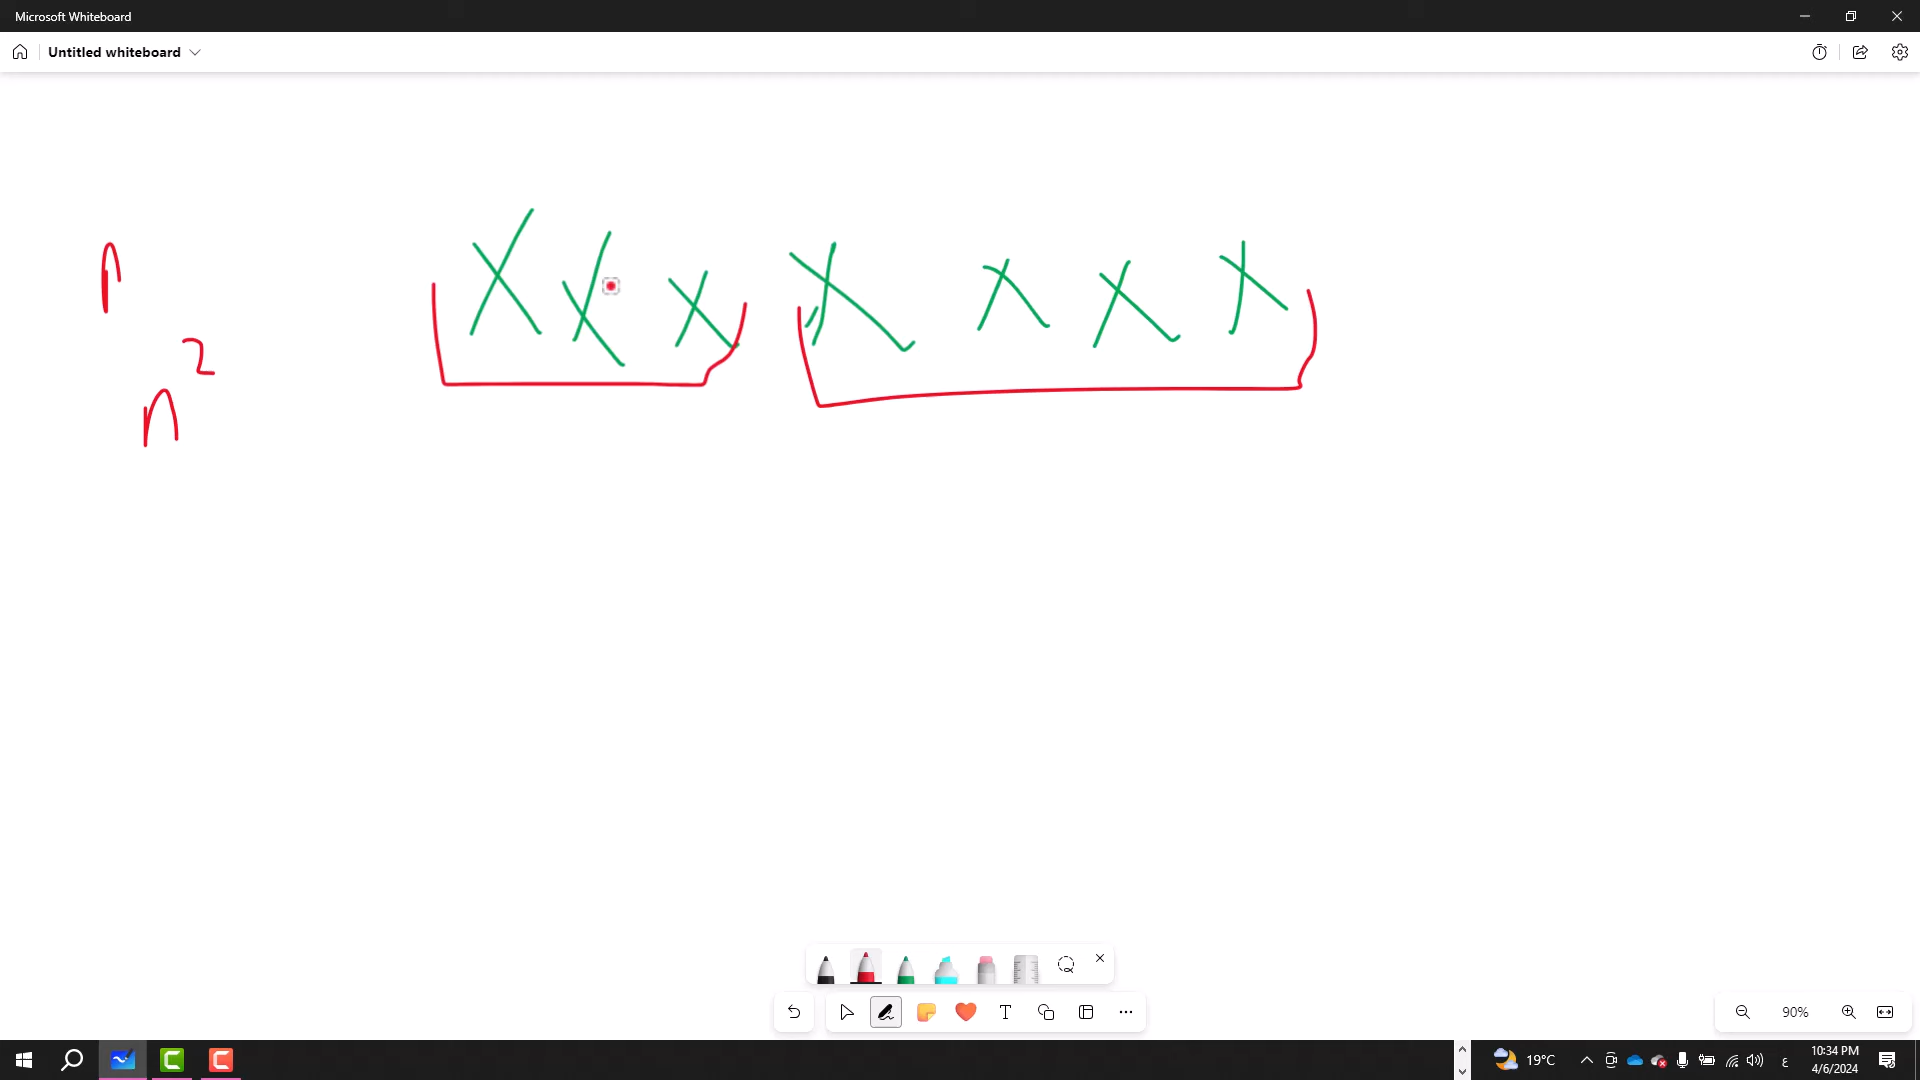 Microsoft Whiteboard
Untitled whiteboard
n
X X X X X X X
n²
90%
19°C
ع
10:34 PM
4/6/2024